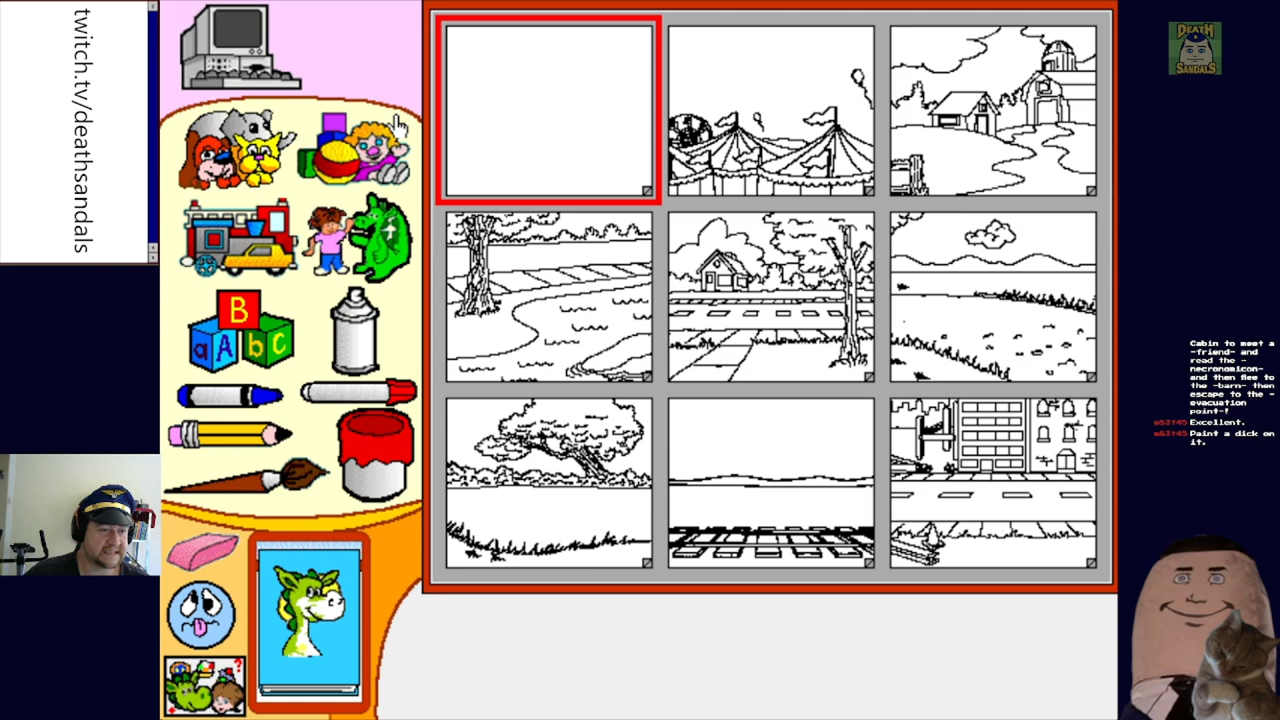 twitch.tv/deathsandals
DEATH
SANDALS
B
a A b C
?
Cabin to meet a
-friend- and
read the -
necronomicon-
and then flee to
the -barn- then
escape to the -
evacuation
point-!
Excellent.
Paint a dick on
it.